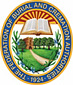 THE FEDERATION OF BURIAL AND CREMATION AUTHORITIES
• 1924 •